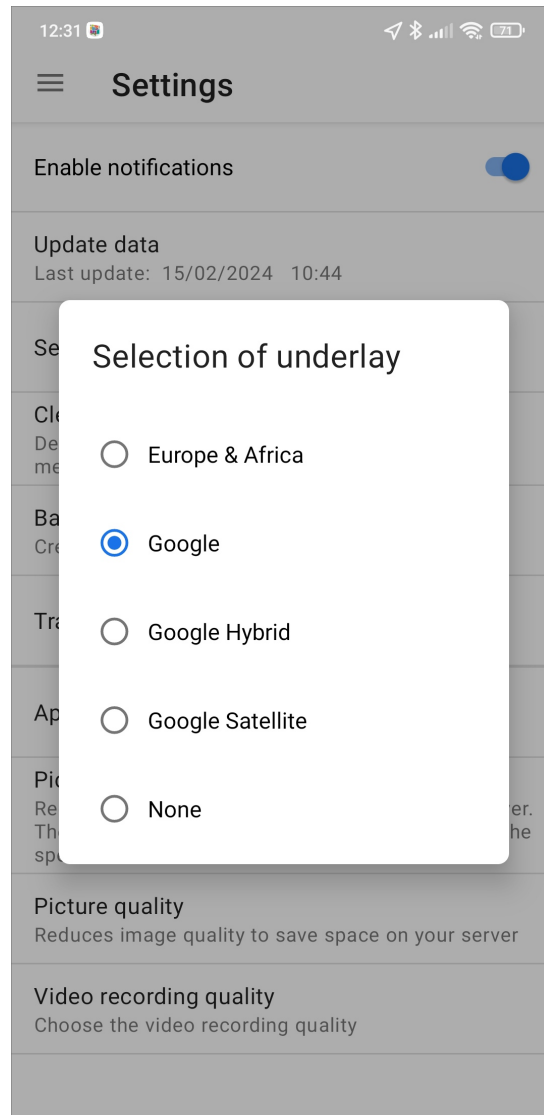 12:31
71
Settings
Enable notifications
Update data
Last update: 15/02/2024 10:44
Selection of underlay
Europe & Africa
Google
Google Hybrid
Google Satellite
None
Picture quality
Reduces image quality to save space on your server
Video recording quality
Choose the video recording quality